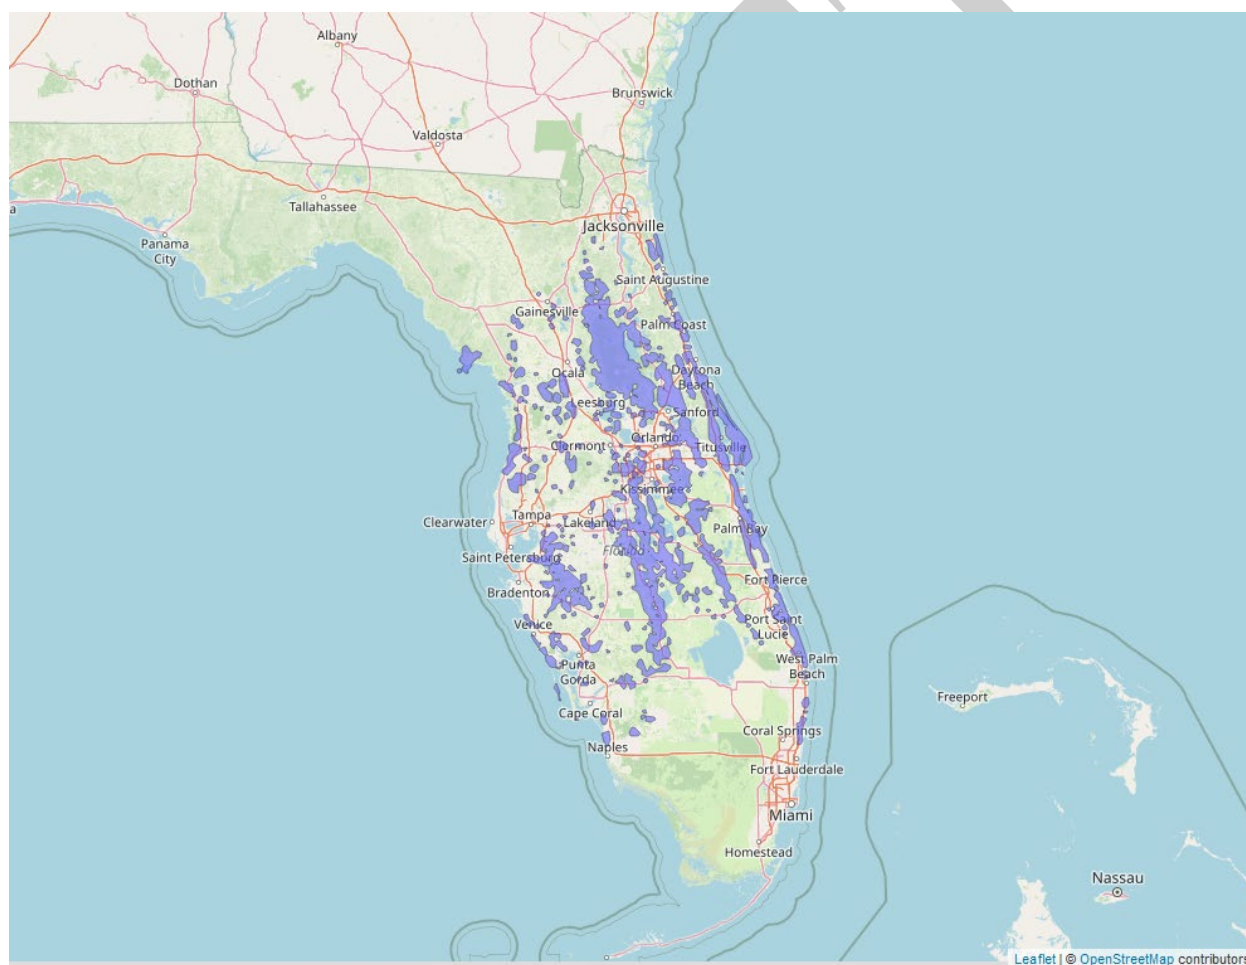 Albany
Dothan
Brunswick
Valdosta
Tallahassee
a
Jacksonville
Panama
City
Saint Augustine
Gainesville
Palm Coast
Ocala
Daytona
Beach
Leesburg
Sanford
Orlando
Clermont
Titusville
Kissimmee
Clearwater
Tampa
Lakeland
Palm Bay
Florida
Saint Petersburg
Fort Pierce
Bradenton
Venice
Port Saint
Lucie
West Palm
Beach
Punta
Gorda
Freeport
Cape Coral
Coral Springs
Naples
Fort Lauderdale
Miami
Homestead
Nassau
Leaflet | © OpenStreetMap contributors